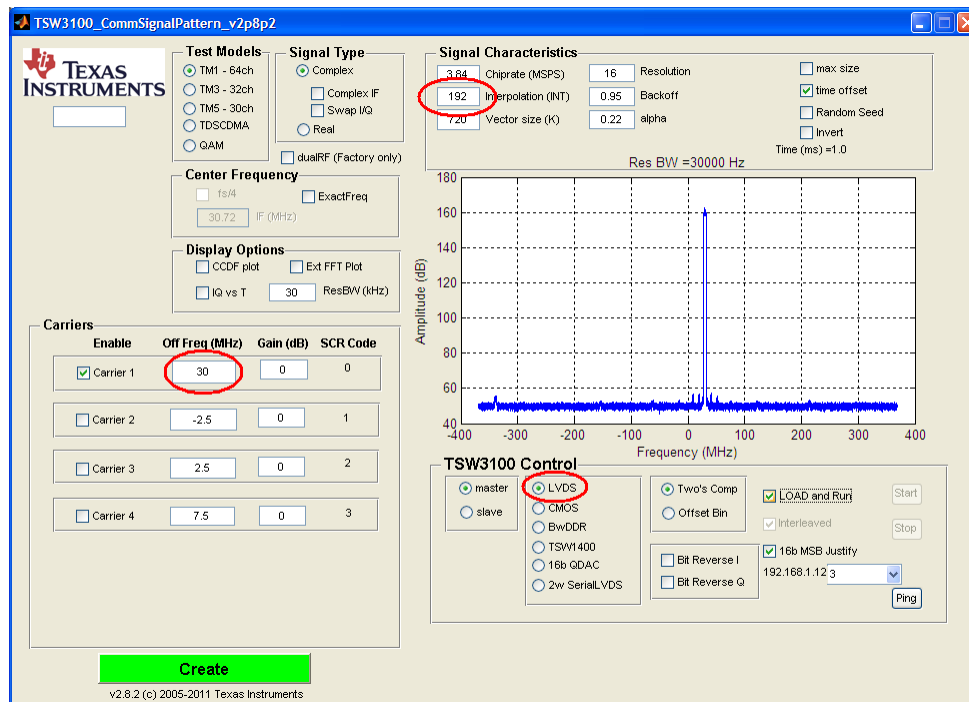 TSW3100_CommSignalPattern_v2p8p2
TEXAS
INSTRUMENTS
Test Models
TM1 - 64ch
TM3 - 32ch
TM5 - 30ch
TDSCDMA
QAM
Signal Type
Complex
Complex IF
Swap I/Q
Real
dualRF (Factory only)
Signal Characteristics
3.84 Chiprate (MSPS)
192 Interpolation (INT)
720 Vector size (K)
16 Resolution
0.95 Backoff
0.22 alpha
max size
time offset
Random Seed
Invert
Time (ms) =1.0
Center Frequency
fs/4
ExactFreq
30.72 IF (MHz)
Display Options
CCDF plot
Ext FFT Plot
IQ vs T
30 ResBW (kHz)
Res BW =30000 Hz
Amplitude (dB)
180
160
140
120
100
80
60
40
-400 -300 -200 -100 0 100 200 300 400
Frequency (MHz)
Carriers
Enable Off Freq (MHz) Gain (dB) SCR Code
Carrier 1 30 0 0
Carrier 2 -2.5 0 1
Carrier 3 2.5 0 2
Carrier 4 7.5 0 3
TSW3100 Control
master
slave
LVDS
CMOS
BwDDR
TSW1400
16b QDAC
2w SerialLVDS
Two's Comp
Offset Bin
Bit Reverse I
Bit Reverse Q
LOAD and Run
Interleaved
16b MSB Justify
192.168.1.12 3
Start
Stop
Ping
Create
v2.8.2 (c) 2005-2011 Texas Instruments